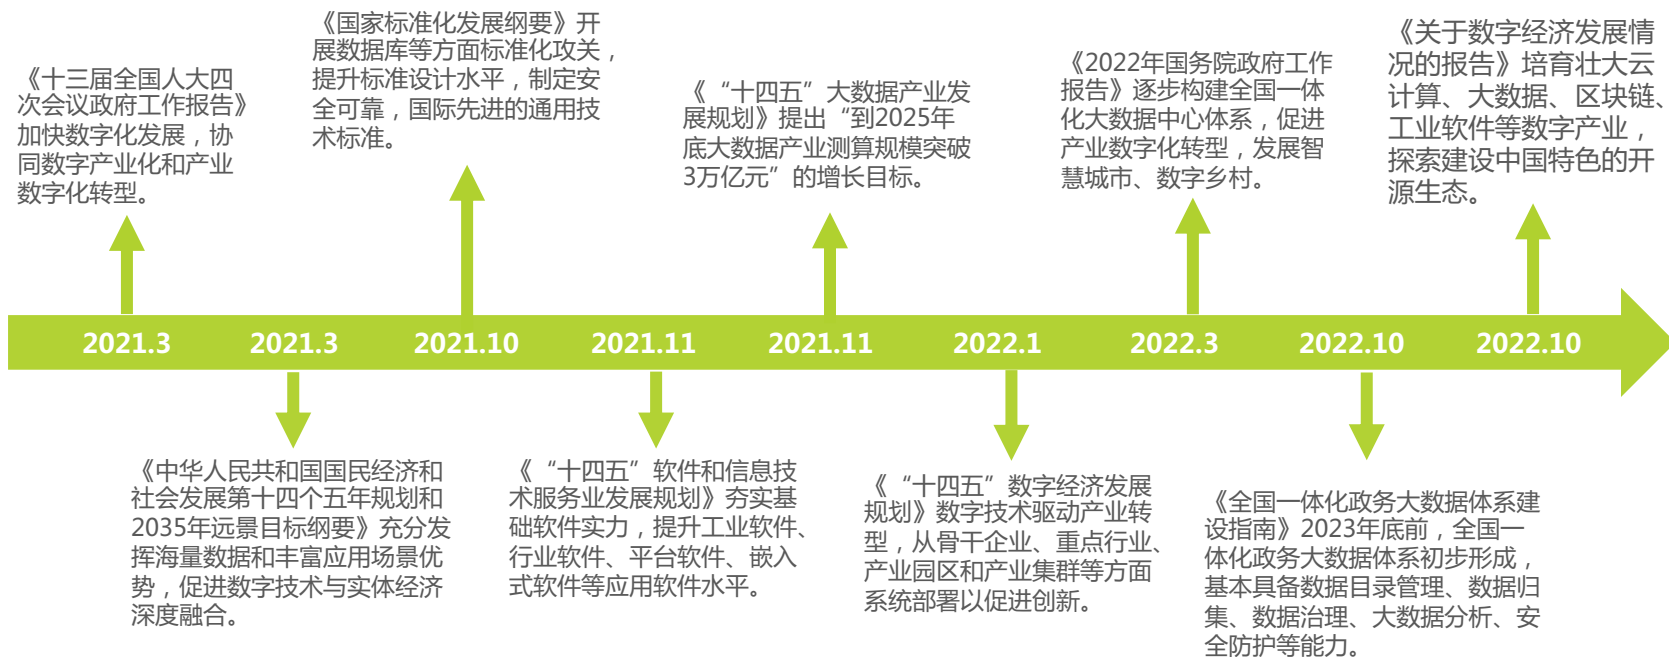 《十三届全国人大四
次会议政府工作报告》
加快数字化发展，协
同数字产业化和产业
数字化转型。
《国家标准化发展纲要》开
展数据库等方面标准化攻关，
提升标准设计水平，制定安
全可靠，国际先进的通用技
术标准。
《“十四五”大数据产业发
展规划》提出“到2025年
底大数据产业测算规模突破
3万亿元”的增长目标。
《2022年国务院政府工作
报告》逐步构建全国一体
化大数据中心体系，促进
产业数字化转型，发展智
慧城市、数字乡村。
《关于数字经济发展情
况的报告》培育壮大云
计算、大数据、区块链、
工业软件等数字产业，
探索建设中国特色的开
源生态。
2021.3 2021.3 2021.10 2021.11 2021.11 2022.1 2022.3 2022.10 2022.10
《中华人民共和国国民经济和
社会发展第十四个五年规划和
2035年远景目标纲要》充分发
挥海量数据和丰富应用场景优
势，促进数字技术与实体经济
深度融合。
《“十四五”软件和信息技
术服务业发展规划》夯实基
础软件实力，提升工业软件、
行业软件、平台软件、嵌入
式软件等应用软件水平。
《“十四五”数字经济发展
规划》数字技术驱动产业转
型，从骨干企业、重点行业、
产业园区和产业集群等方面
系统部署以促进创新。
《全国一体化政务大数据体系建
设指南》2023年底前，全国一
体化政务大数据体系初步形成，
基本具备数据目录管理、数据归
集、数据治理、大数据分析、安
全防护等能力。